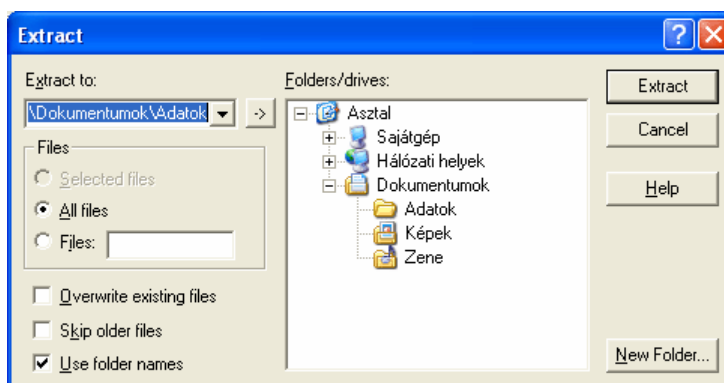 Extract
Extract to:
\Dokumentumok\Adatok
->
Files
Selected files
All files
Files:
Overwrite existing files
Skip older files
Use folder names
Folders/drives:
Asztal
Sajátgép
Hálózati helyek
Dokumentumok
Adatok
Képek
Zene
Extract
Cancel
Help
New Folder...